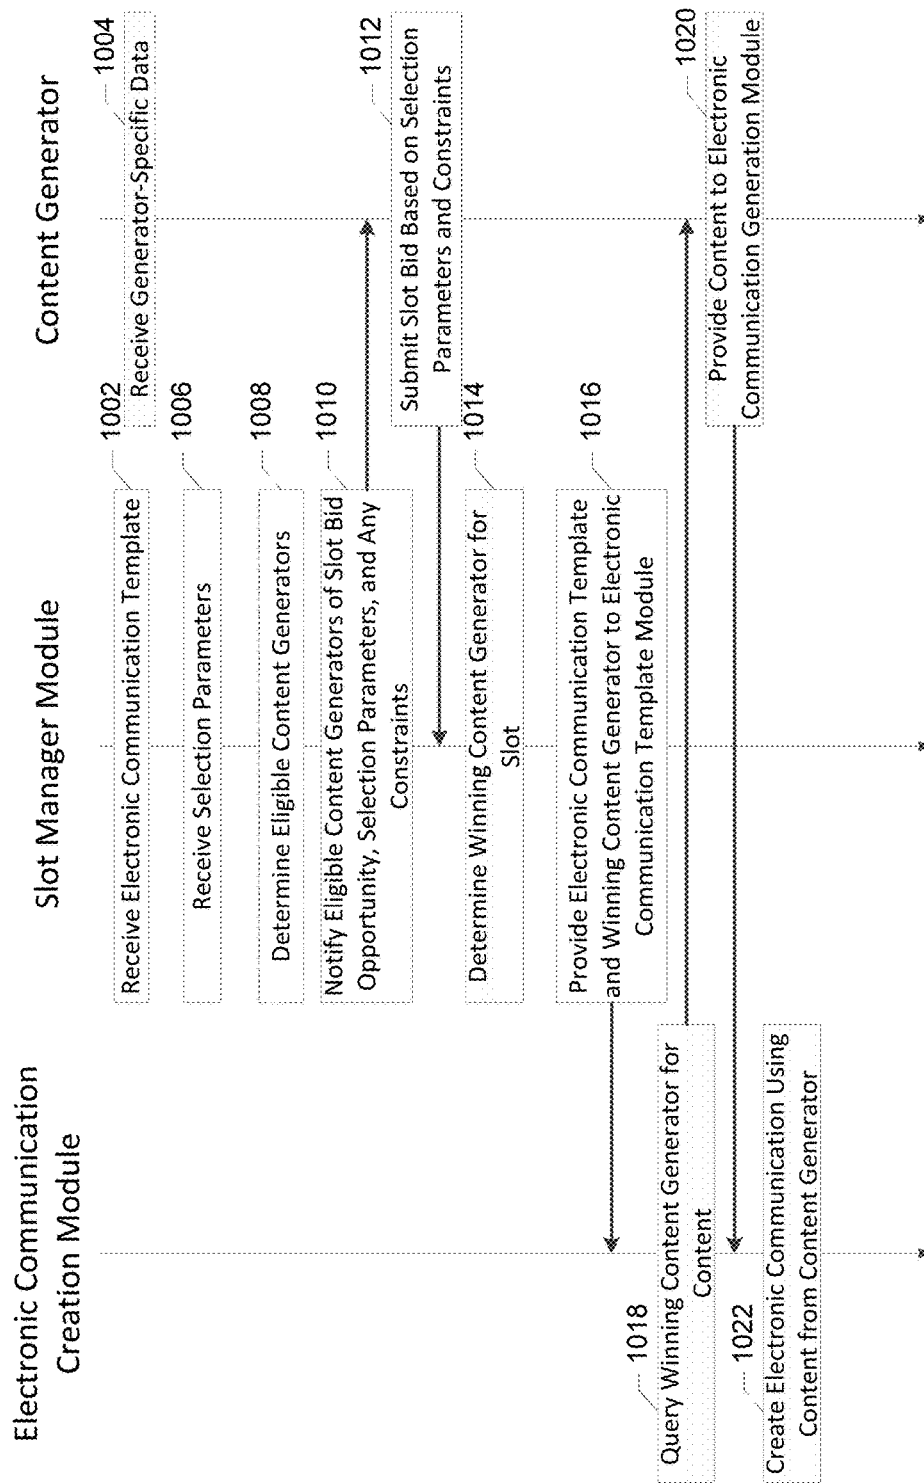 Electronic Communication
Creation Module
Slot Manager Module
Content Generator
1002
Receive Electronic Communication Template
1004
Receive Generator-Specific Data
1006
Receive Selection Parameters
1008
Determine Eligible Content Generators
1010
Notify Eligible Content Generators of Slot Bid
Opportunity, Selection Parameters, and Any
Constraints
1012
Submit Slot Bid Based on Selection
Parameters and Constraints
1014
Determine Winning Content Generator for
Slot
1016
Provide Electronic Communication Template
and Winning Content Generator to Electronic
Communication Template Module
1018
Query Winning Content Generator for
Content
1020
Provide Content to Electronic
Communication Generation Module
1022
Create Electronic Communication Using
Content from Content Generator